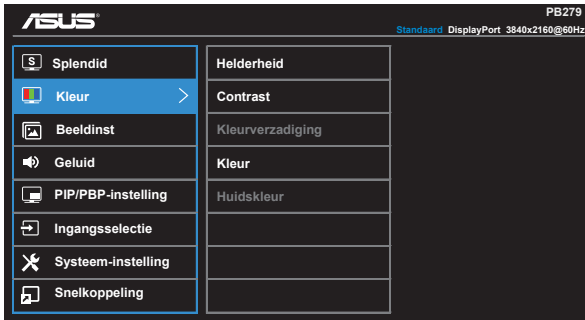 ASUS
PB279
Standaard DisplayPort 3840x2160@60Hz
S Splendid
Kleur
Beeldinst
Geluid
PIP/PBP-instelling
Ingangsselectie
Systeem-instelling
Snelkoppeling
Helderheid
Contrast
Kleurverzadiging
Kleur
Huidskleur